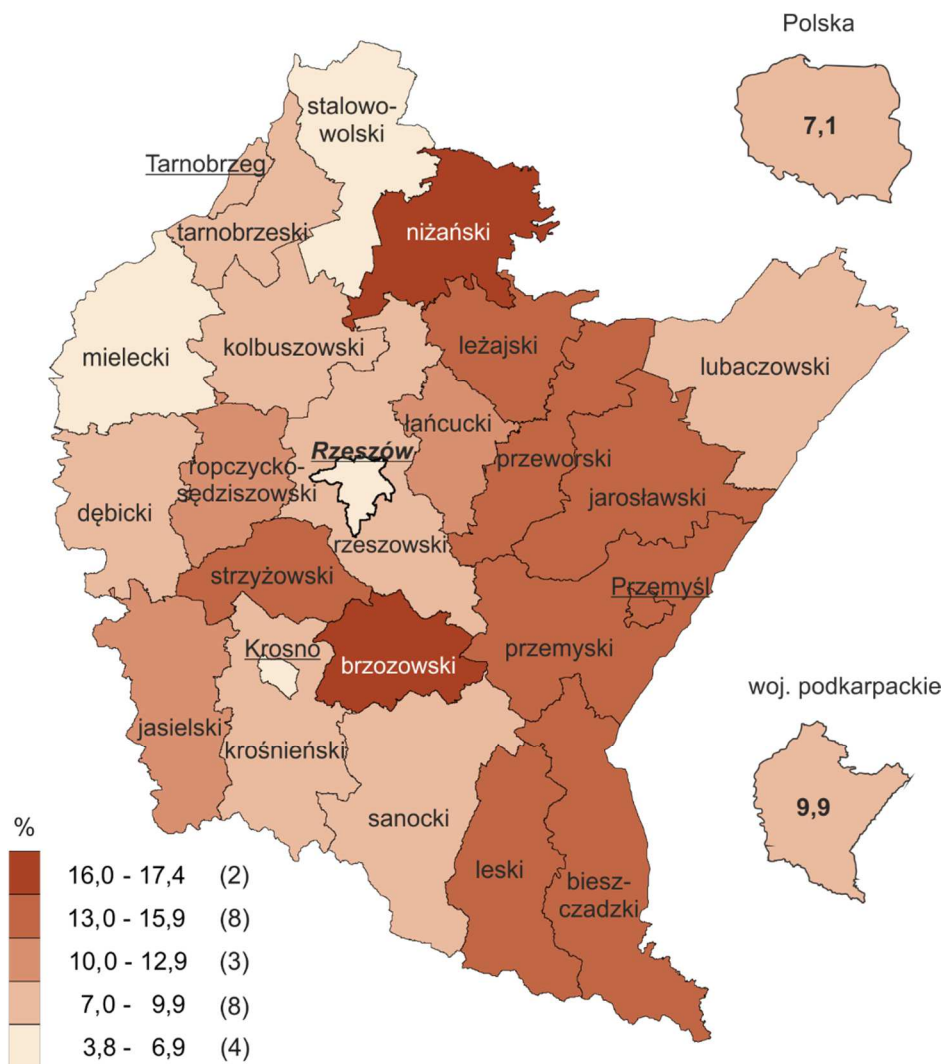 Polska
7,1
stalowo-
wolski
Tarnobrzeg
tarnobrzeski
niżański
mielecki
kolbuszowski
leżajski
lubaczowski
łańcucki
Rzeszów
ropczycko-
sędziszowski
przeworski
jarosławski
dębicki
rzeszowski
strzyżowski
Przemyśl
Krosno
brzozowski
przemyski
woj. podkarpackie
9,9
jasielski
krośnieński
sanocki
leski
biesz-
czadzki
%
16,0 - 17,4 (2)
13,0 - 15,9 (8)
10,0 - 12,9 (3)
7,0 - 9,9 (8)
3,8 - 6,9 (4)